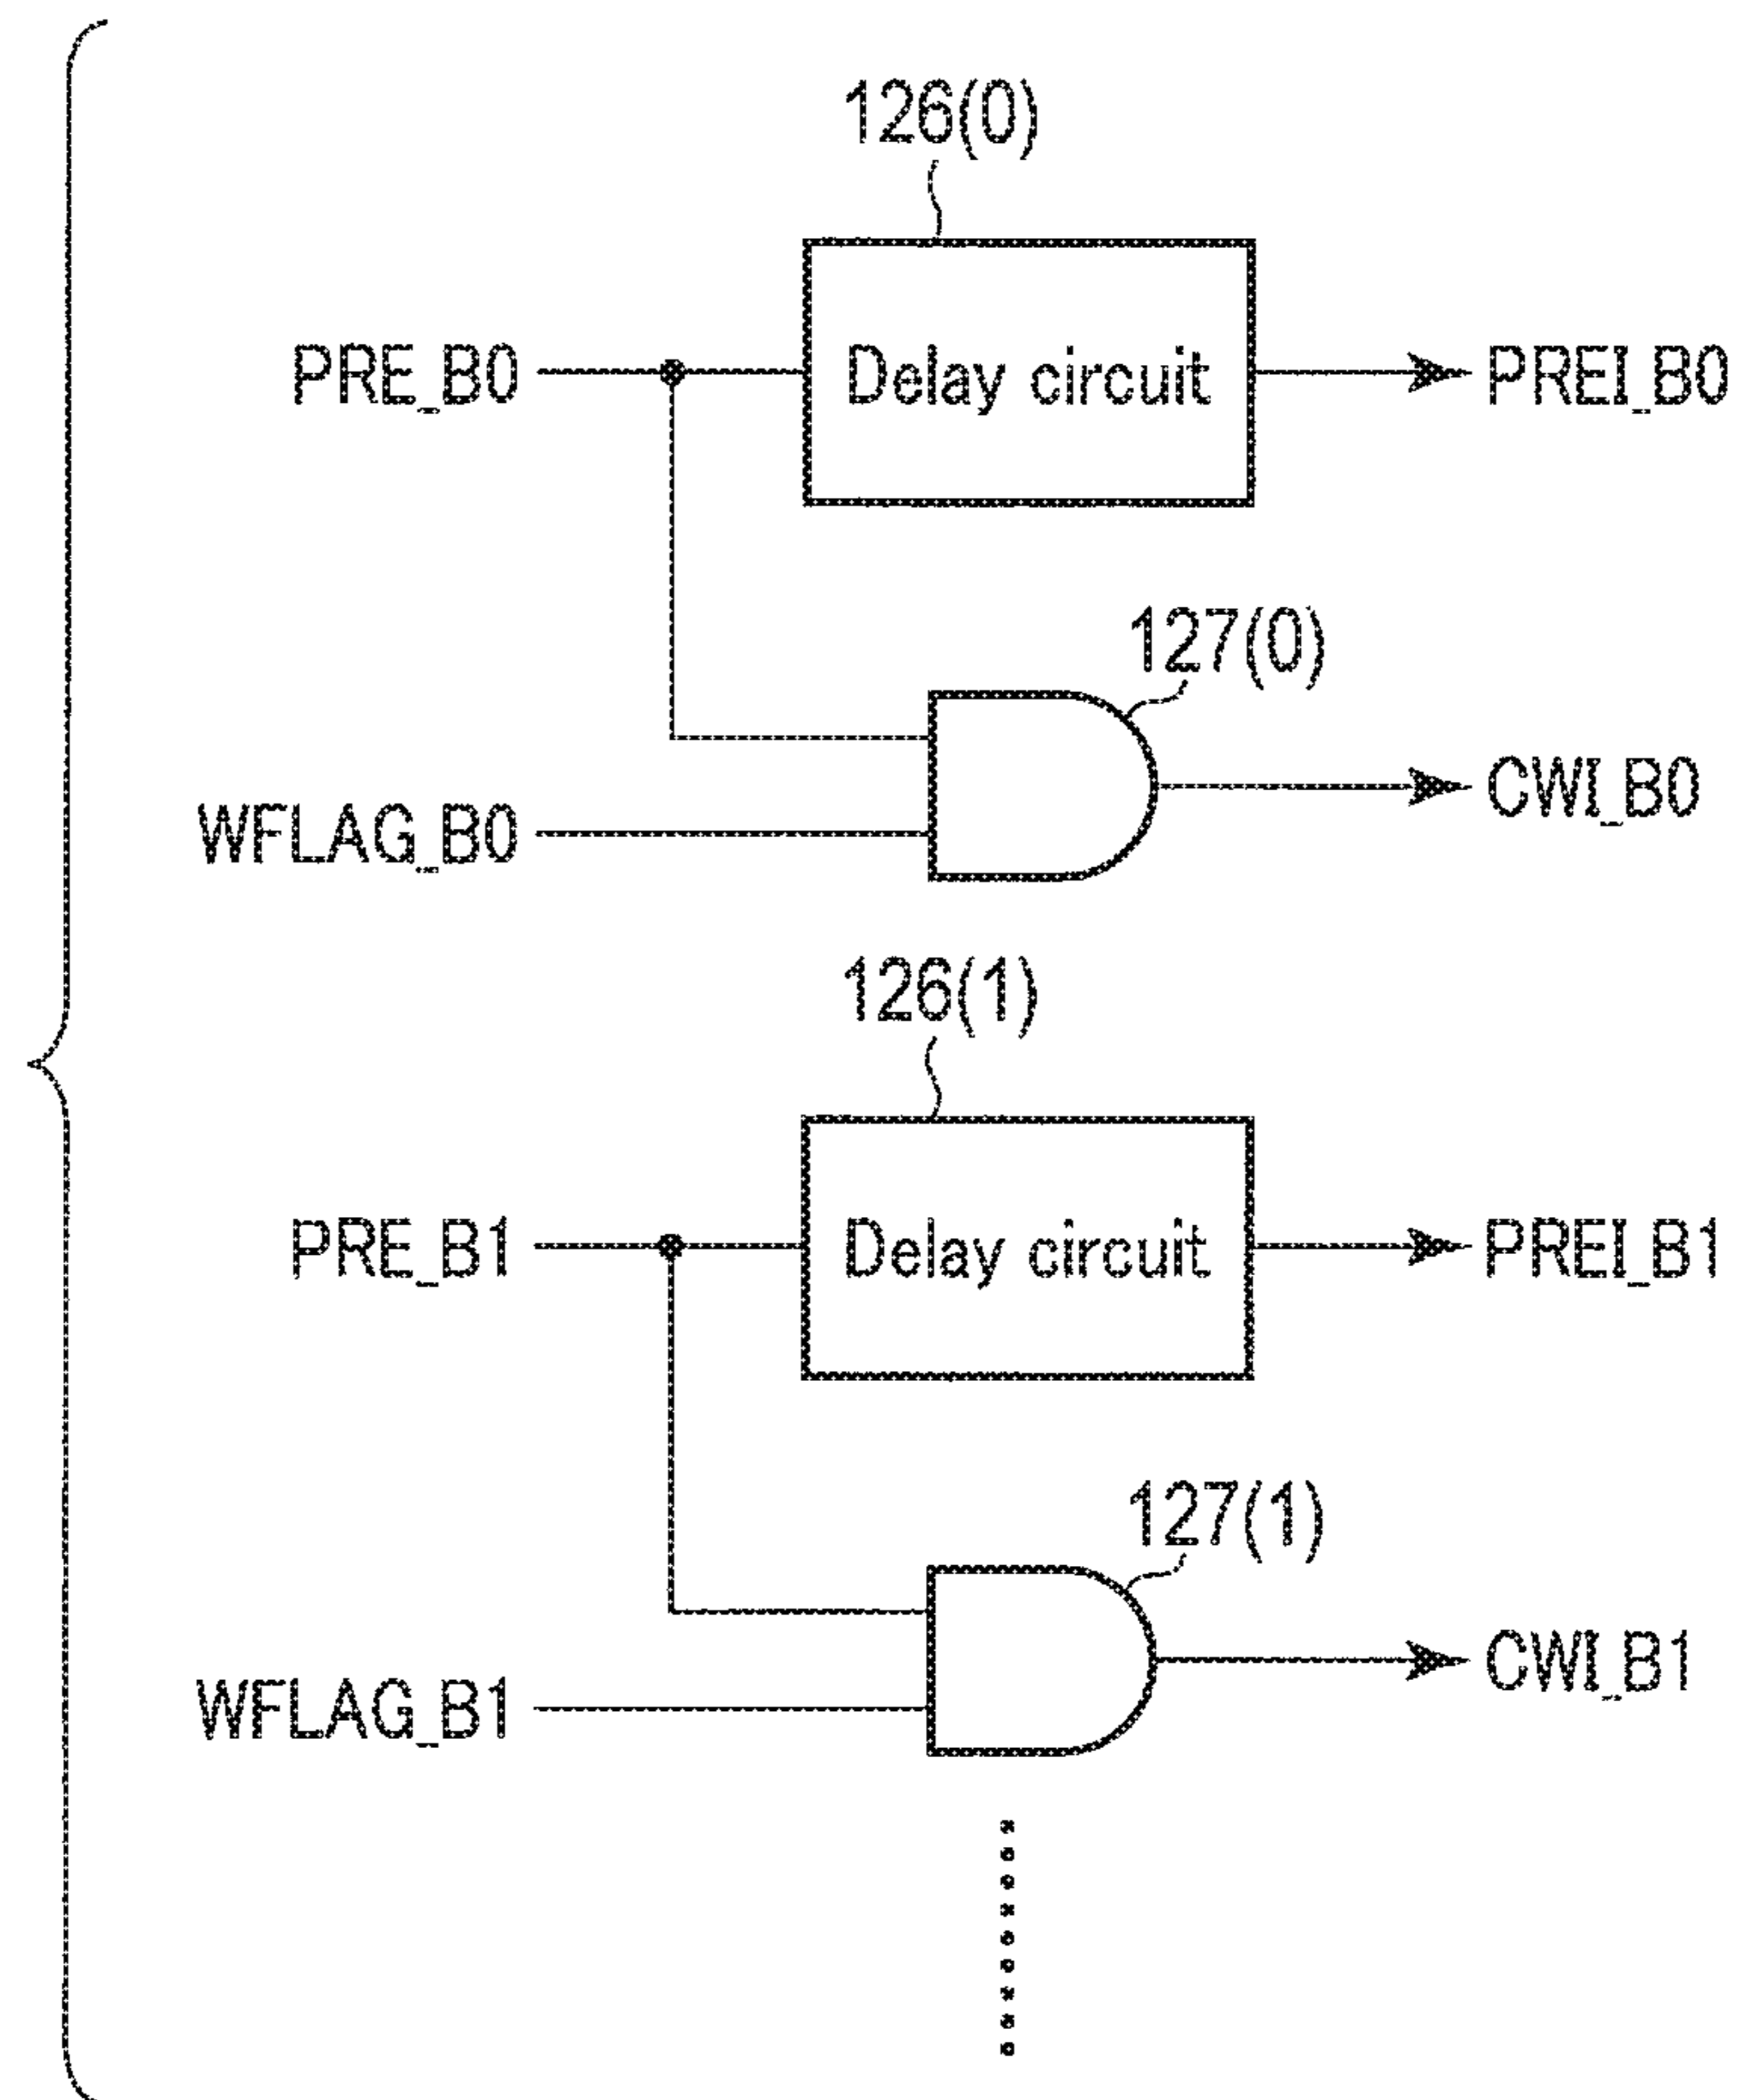 126(0)
PRE_B0 Delay circuit PREI_B0
127(0)
CWI_B0
WFLAG_B0
126(1)
PRE_B1 Delay circuit PREI_B1
127(1)
CWI_B1
WFLAG_B1